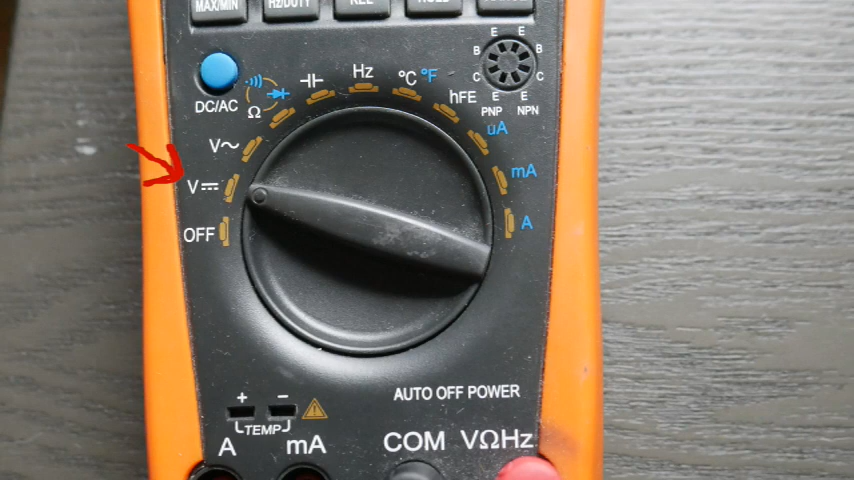 MAX/MIN Hz/DUTY REL HOLD RANGE
E E
B B
C C
E E
PNP NPN
DC/AC
Ω
Hz
°C °F
hFE
uA
V~
mA
V⎓
OFF
A
AUTO OFF POWER
+ −
TEMP
A mA COM VΩHz